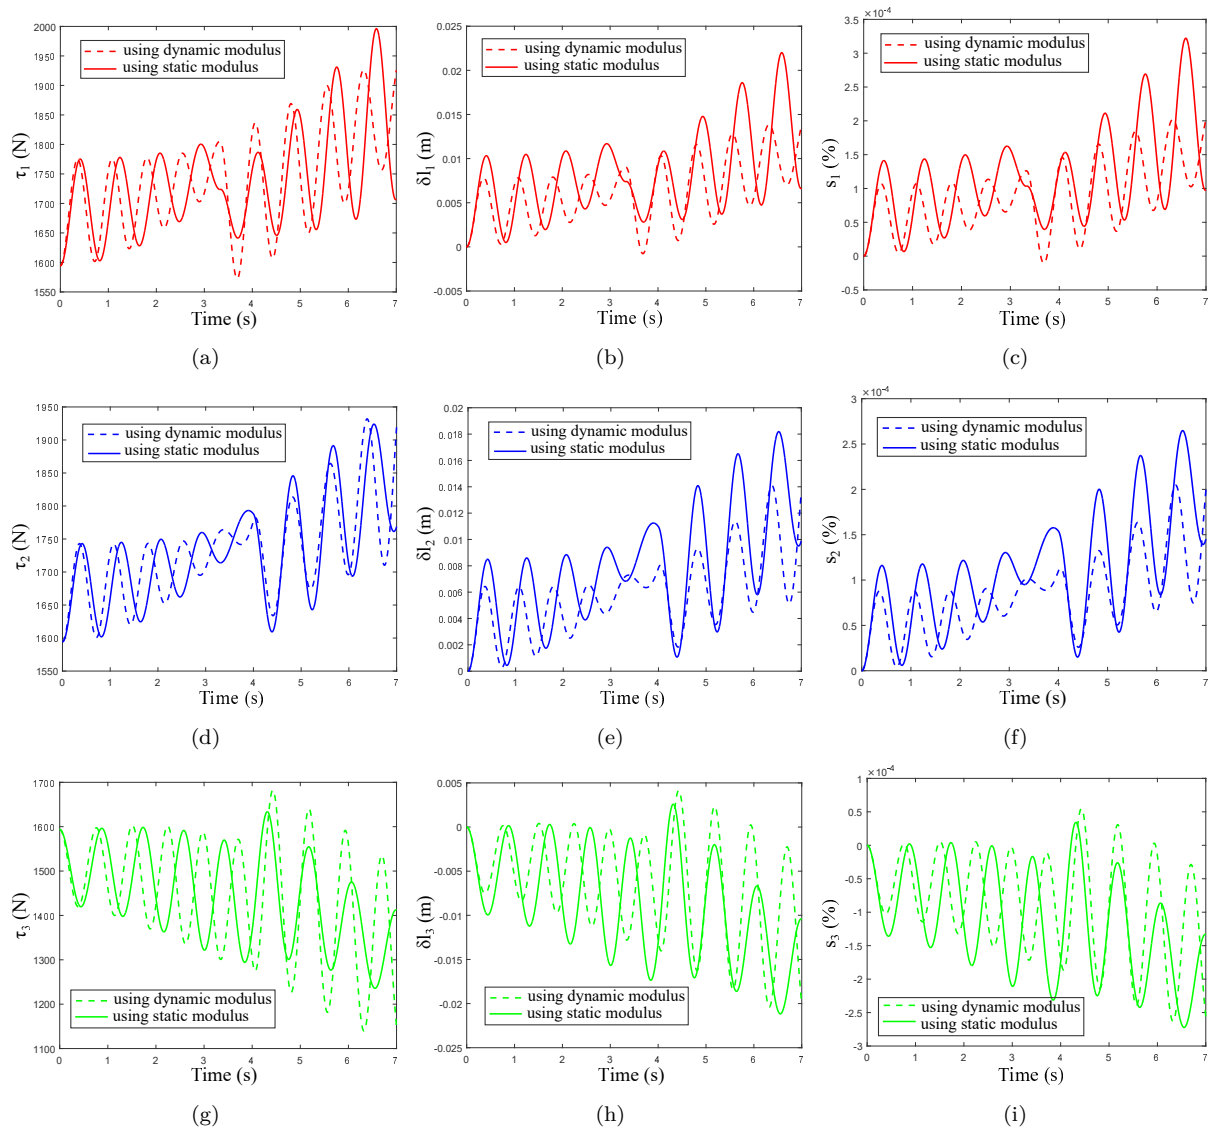 using dynamic modulus
using static modulus
2000
1950
1900
1850
1800
1750
1700
1650
1600
1550
τ1 (N)
0 1 2 3 4 5 6 7
Time (s)
(a)
using dynamic modulus
using static modulus
0.025
0.02
0.015
0.01
0.005
0
-0.005
δl1 (m)
0 1 2 3 4 5 6 7
Time (s)
(b)
×10-4
using dynamic modulus
using static modulus
3.5
3
2.5
2
1.5
1
0.5
0
-0.5
s1 (%)
0 1 2 3 4 5 6 7
Time (s)
(c)
using dynamic modulus
using static modulus
1950
1900
1850
1800
1750
1700
1650
1600
1550
τ2 (N)
0 1 2 3 4 5 6 7
Time (s)
(d)
using dynamic modulus
using static modulus
0.02
0.018
0.016
0.014
0.012
0.01
0.008
0.006
0.004
0.002
0
δl2 (m)
0 1 2 3 4 5 6 7
Time (s)
(e)
×10-4
using dynamic modulus
using static modulus
3
2.5
2
1.5
1
0.5
0
s2 (%)
0 1 2 3 4 5 6 7
Time (s)
(f)
1700
1600
1500
1400
1300
1200
1100
τ3 (N)
using dynamic modulus
using static modulus
0 1 2 3 4 5 6 7
Time (s)
(g)
0.005
0
-0.005
-0.01
-0.015
-0.02
-0.025
δl3 (m)
using dynamic modulus
using static modulus
0 1 2 3 4 5 6 7
Time (s)
(h)
×10-4
1
0.5
0
-0.5
-1
-1.5
-2
-2.5
-3
s3 (%)
using dynamic modulus
using static modulus
0 1 2 3 4 5 6 7
Time (s)
(i)